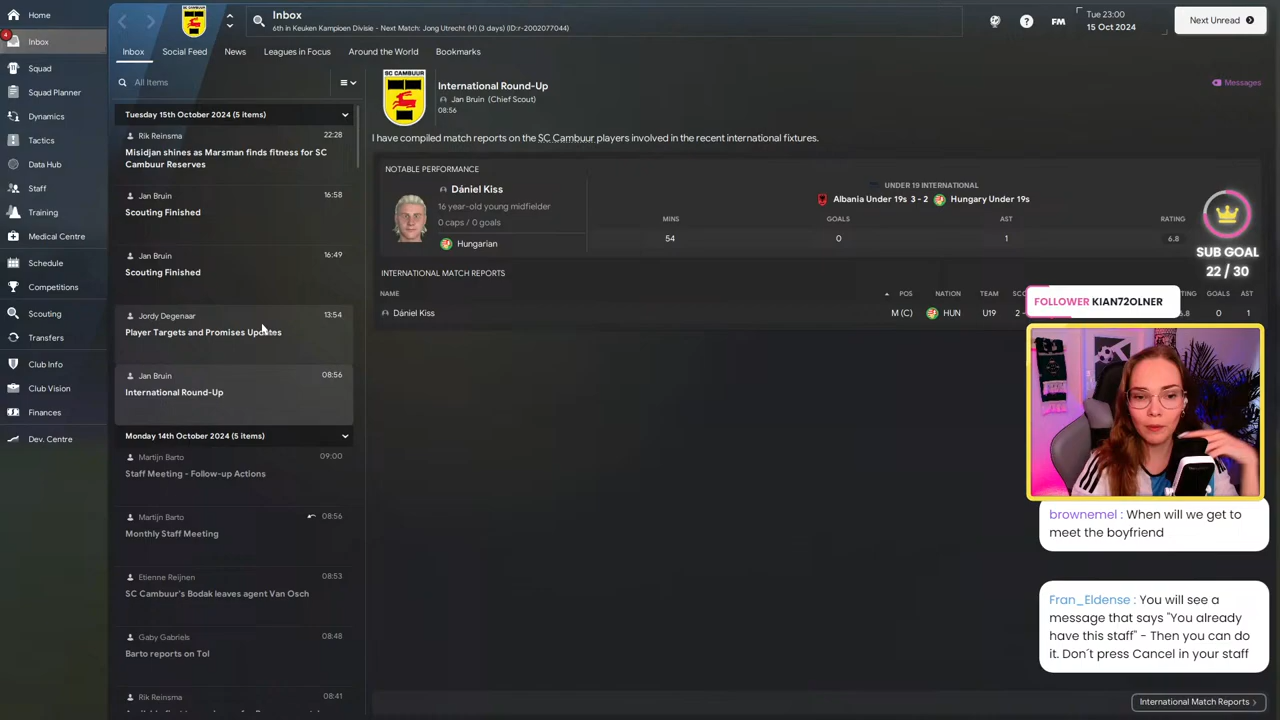 4
Inbox
Home
Squad
Squad Planner
Dynamics
Tactics
Data Hub
Staff
Training
Medical Centre
Schedule
Competitions
Scouting
Transfers
Club Info
Club Vision
Finances
Dev. Centre
Inbox
6th in Keuken Kampioen Divisie - Next Match: Jong Utrecht (H) (3 days) (ID:r-2002077044)
FM
Tue 23:00
15 Oct 2024
Next Unread
Inbox
Social Feed
News
Leagues in Focus
Around the World
Bookmarks
All Items
Tuesday 15th October 2024 (5 items)
Rik Reinsma 22:28
Misidjan shines as Marsman finds fitness for SC
Cambuur Reserves
Jan Bruin 16:58
Scouting Finished
Jan Bruin 16:49
Scouting Finished
Jordy Degenaar 13:54
Player Targets and Promises Updates
Jan Bruin 08:56
International Round-Up
Monday 14th October 2024 (5 items)
Martijn Barto 09:00
Staff Meeting - Follow-up Actions
Martijn Barto 08:56
Monthly Staff Meeting
Etienne Reijnen 08:53
SC Cambuur's Bodak leaves agent Van Osch
Gaby Gabriels 08:48
Barto reports on Tol
Rik Reinsma 08:41
SC CAMBUUR
International Round-Up
Jan Bruin (Chief Scout)
08:56
Messages
I have compiled match reports on the SC Cambuur players involved in the recent international fixtures.
NOTABLE PERFORMANCE
Dániel Kiss
16 year-old young midfielder
0 caps / 0 goals
Hungarian
UNDER 19 INTERNATIONAL
Albania Under 19s 3 - 2 Hungary Under 19s
MINS GOALS AST RATING
54 0 1 6.8
INTERNATIONAL MATCH REPORTS
NAME POS NATION TEAM GOALS AST
Dániel Kiss M (C) HUN U19 0 1
SUB GOAL
22 / 30
FOLLOWER KIAN72OLNER
brownemel : When will we get to
meet the boyfriend
Fran_Eldense : You will see a
message that says "You already
have this staff" - Then you can do
it. Don´t press Cancel in your staff
International Match Reports